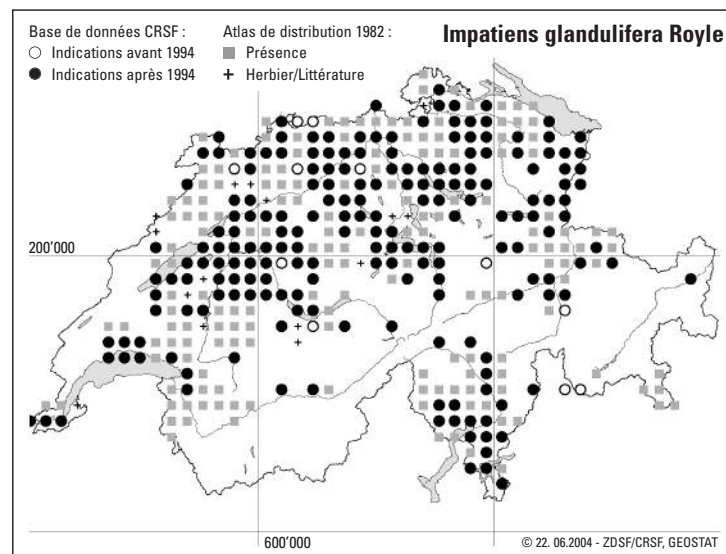 Base de données CRSF :
Indications avant 1994
Indications après 1994
Atlas de distribution 1982 :
Présence
Herbier/Littérature
Impatiens glandulifera Royle
200'000
600'000
© 22. 06.2004 - ZDSF/CRSF, GEOSTAT